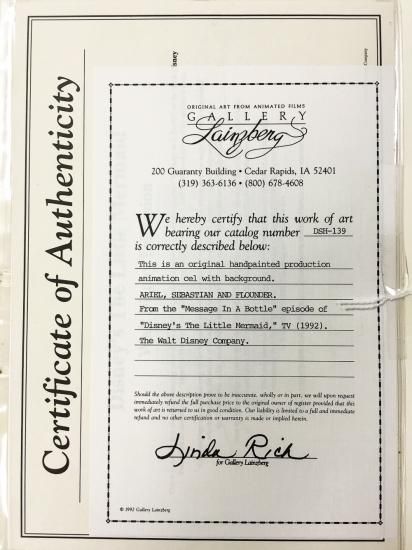 Certificate of Authenticity
isney
Company
ORIGINAL ART FROM ANIMATED FILMS
GALLERY
Lainzberg
200 Guaranty Building • Cedar Rapids, IA 52401
(319) 363-6136 • (800) 678-4608
We hereby certify that this work of art
bearing our catalog number DSH-139
is correctly described below:
This is an original handpainted production
animation cel with background.
ARIEL, SEBASTIAN AND FLOUNDER.
From the "Message In A Bottle" episode of
"Disney's The Little Mermaid," TV (1992).
The Walt Disney Company.
Should the above description prove to be inaccurate, wholly or in part, we will upon request
immediately refund the full purchase price to the original owner of register provided that this
work of art is returned to us in good condition. Our liability is limited to a full and immediate
refund and no other certification or warranty is made or implied herein.
Lynda Rich
for Gallery Lainzberg
© 1992 Gallery Lainzberg